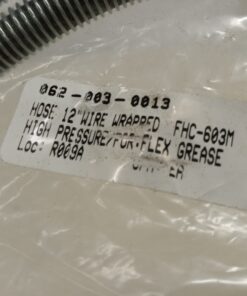 062-003-0013
HOSE 12"WIRE WRAPPED FHC-603M
HIGH PRESSURE/FOR FLEX GREASE
Loc: R009A